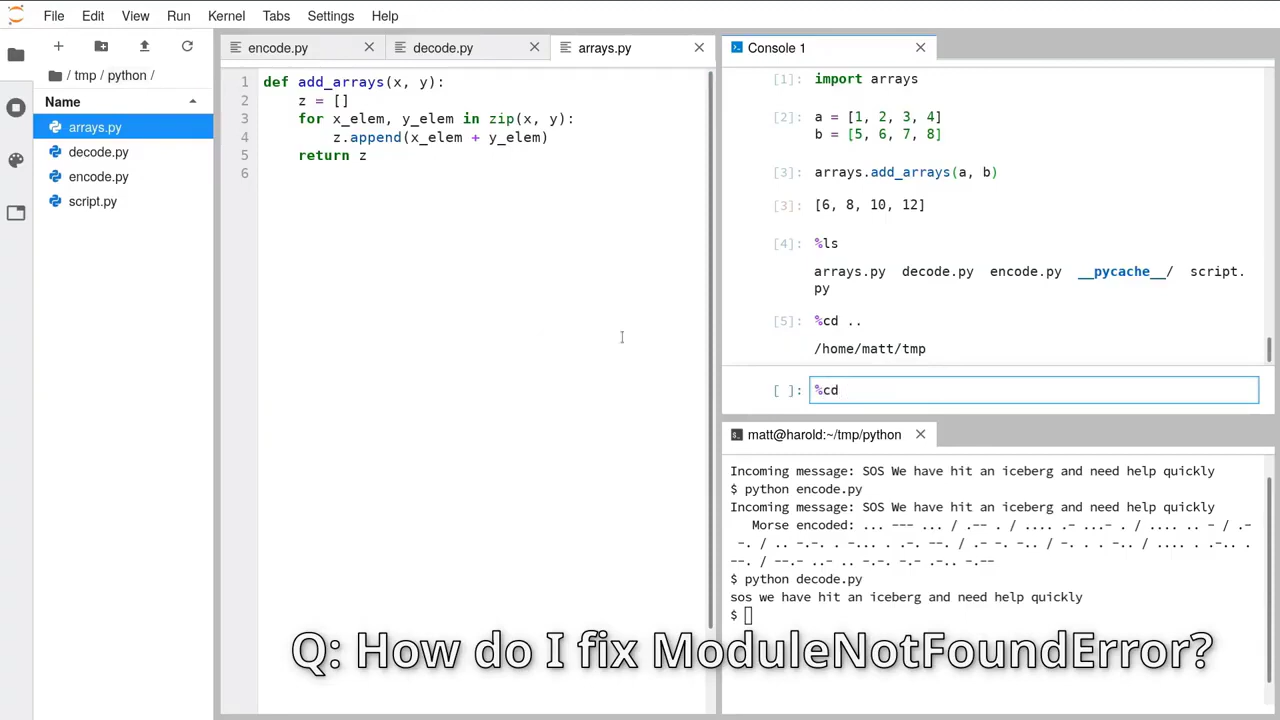 File Edit View Run Kernel Tabs Settings Help
/ tmp / python /
Name
arrays.py
decode.py
encode.py
script.py
encode.py
decode.py
arrays.py
1 def add_arrays(x, y):
2     z = []
3     for x_elem, y_elem in zip(x, y):
4         z.append(x_elem + y_elem)
5     return z
6
Console 1
[1]: import arrays
[2]: a = [1, 2, 3, 4]
b = [5, 6, 7, 8]
[3]: arrays.add_arrays(a, b)
[3]: [6, 8, 10, 12]
[4]: %ls
arrays.py  decode.py  encode.py  __pycache__/  script.
py
[5]: %cd ..
/home/matt/tmp
[ ]: %cd
matt@harold:~/tmp/python
Incoming message: SOS We have hit an iceberg and need help quickly
$ python encode.py
Incoming message: SOS We have hit an iceberg and need help quickly
   Morse encoded: ... --- ... / .-- . / .... .- ...- . / .... .. - / .-
 -. / .. -.-. . -... . .-. --. / .- -. -.. / -. . . -.. / .... . .-.. .
--. / --.- ..- .. -.-. -.- .-.. -.--
$ python decode.py
sos we have hit an iceberg and need help quickly
$
Q: How do I fix ModuleNotFoundError?